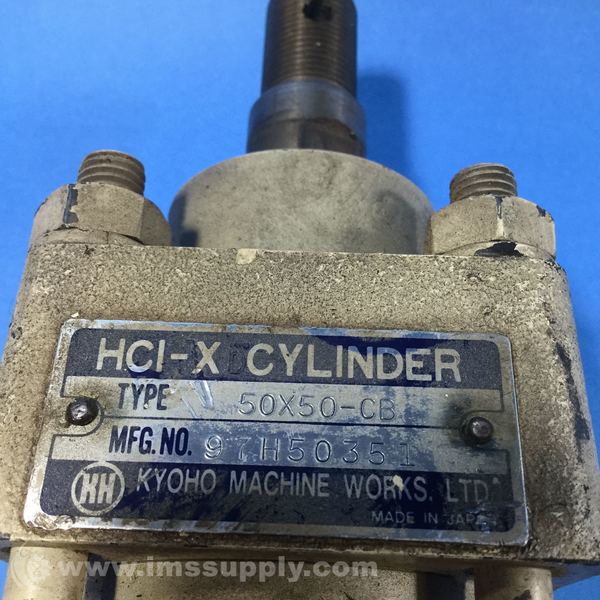 HCI-X CYLINDER
TYPE 50X50-CB
MFG.NO. 97H50351
KH KYOHO MACHINE WORKS. LTD.
MADE IN JAPAN
www.imssupply.com